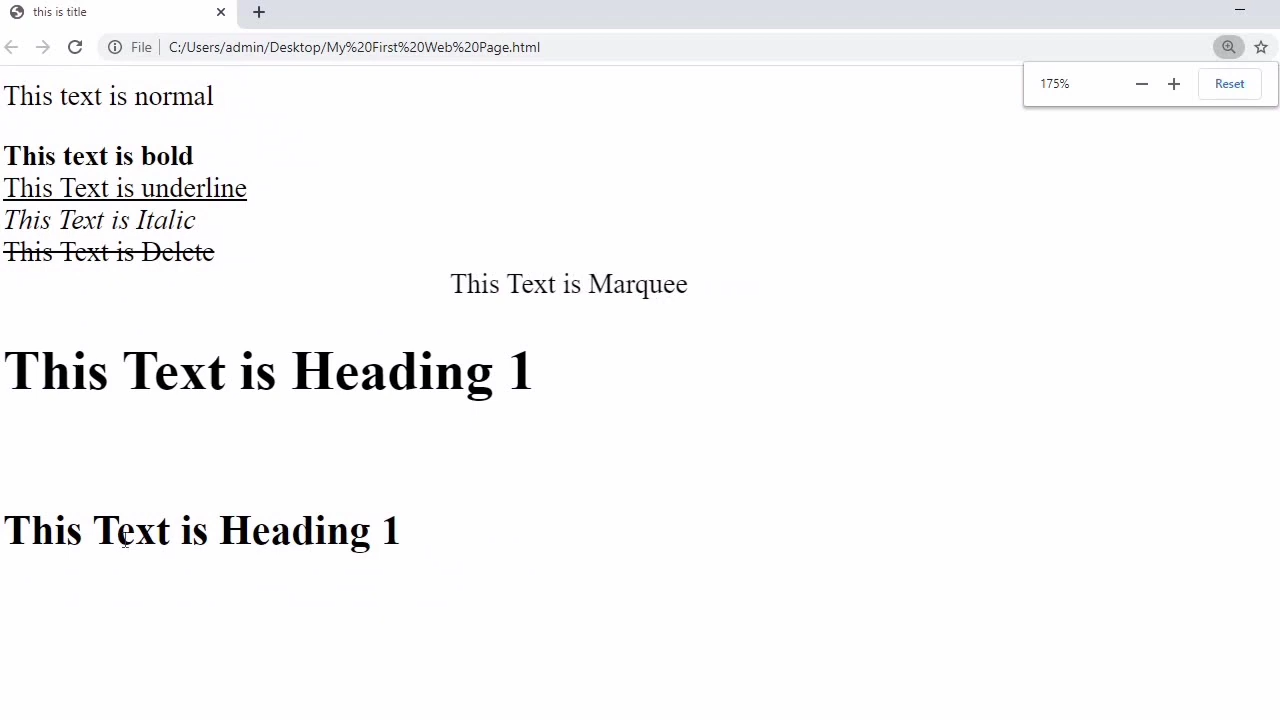 this is title
File
C:/Users/admin/Desktop/My%20First%20Web%20Page.html
175%
Reset
This text is normal
This text is bold
This Text is underline
This Text is Italic
This Text is Delete
This Text is Marquee
This Text is Heading 1
This Text is Heading 1